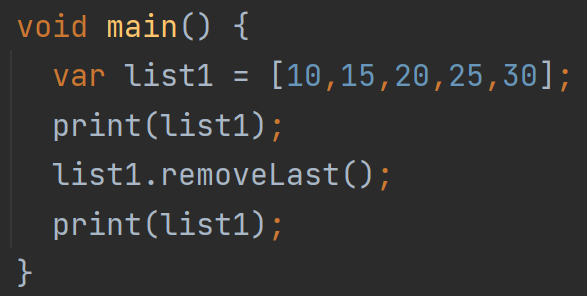 void main() {
  var list1 = [10,15,20,25,30];
  print(list1);
  list1.removeLast();
  print(list1);
}